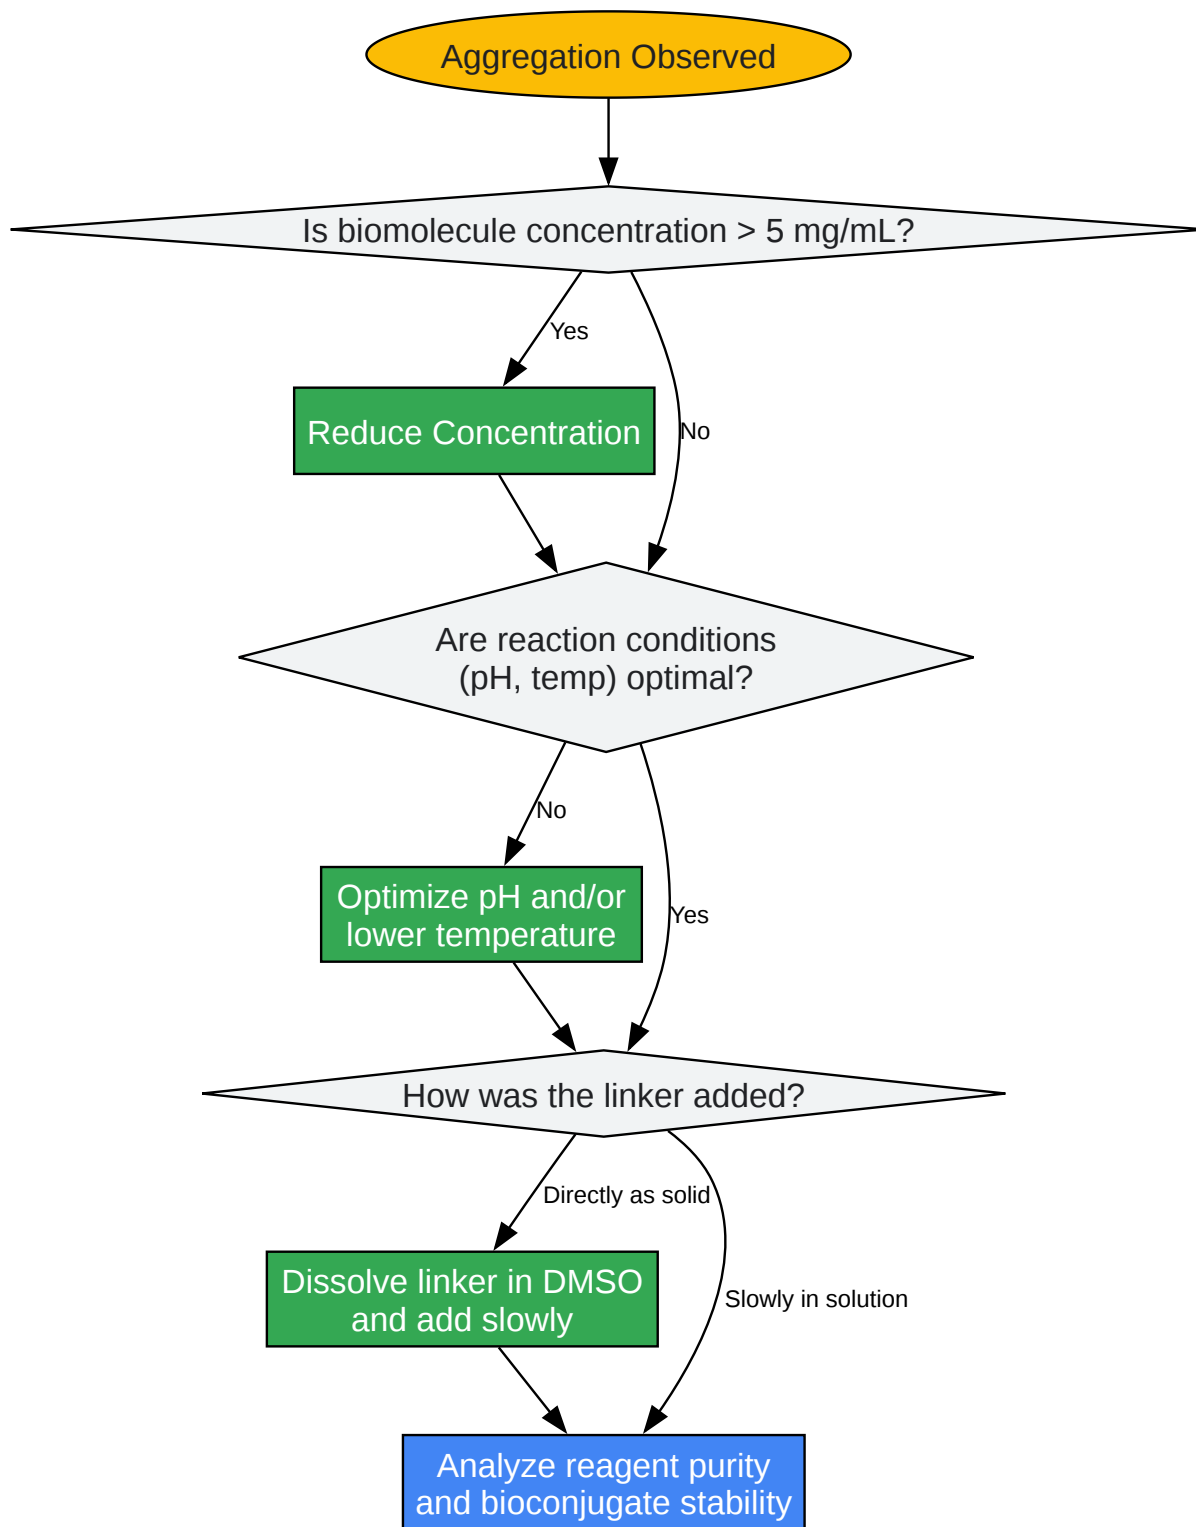 Aggregation Observed
Is biomolecule concentration > 5 mg/mL?
Yes
Reduce Concentration
No
Are reaction conditions
(pH, temp) optimal?
No
Optimize pH and/or
lower temperature
Yes
How was the linker added?
Directly as solid
Dissolve linker in DMSO
and add slowly
Slowly in solution
Analyze reagent purity
and bioconjugate stability